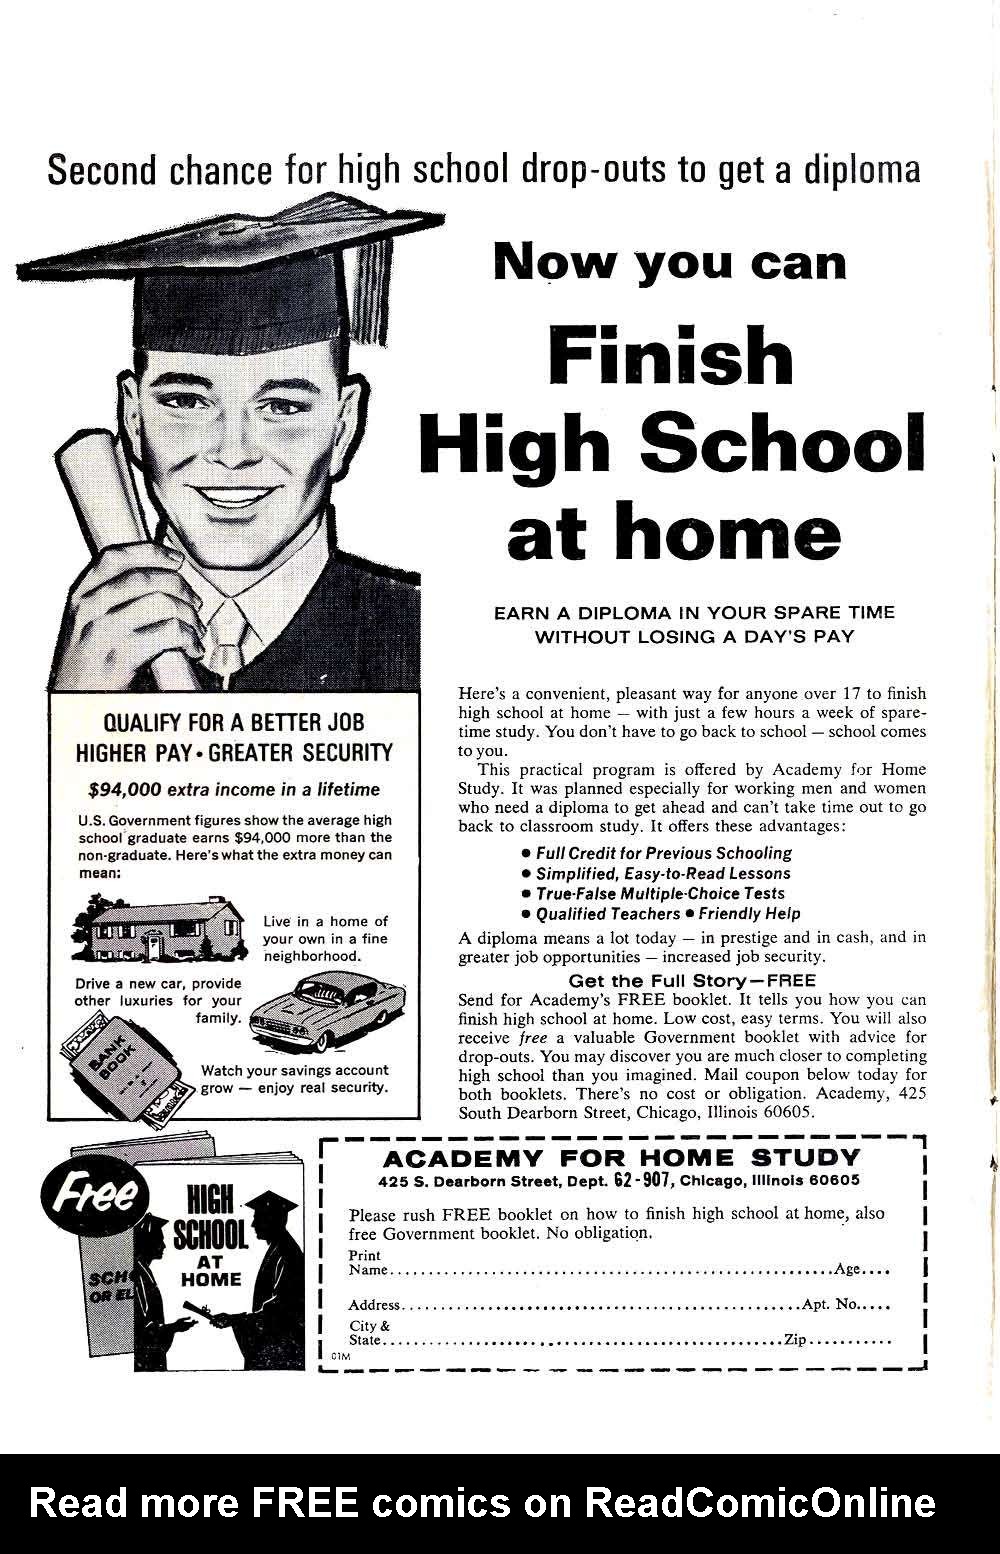 Second chance for high school drop-outs to get a diploma
Now you can
Finish
High School
at home
EARN A DIPLOMA IN YOUR SPARE TIME
WITHOUT LOSING A DAY'S PAY
QUALIFY FOR A BETTER JOB
HIGHER PAY • GREATER SECURITY
$94,000 extra income in a lifetime
U.S. Government figures show the average high
school graduate earns $94,000 more than the
non-graduate. Here's what the extra money can
mean:
Live in a home of
your own in a fine
neighborhood.
Drive a new car, provide
other luxuries for your
family.
BANK
BOOK
Watch your savings account
grow — enjoy real security.
Here's a convenient, pleasant way for anyone over 17 to finish
high school at home — with just a few hours a week of spare-
time study. You don't have to go back to school — school comes
to you.
This practical program is offered by Academy for Home
Study. It was planned especially for working men and women
who need a diploma to get ahead and can't take time out to go
back to classroom study. It offers these advantages:
• Full Credit for Previous Schooling
• Simplified, Easy-to-Read Lessons
• True-False Multiple-Choice Tests
• Qualified Teachers • Friendly Help
A diploma means a lot today — in prestige and in cash, and in
greater job opportunities — increased job security.
Get the Full Story—FREE
Send for Academy's FREE booklet. It tells you how you can
finish high school at home. Low cost, easy terms. You will also
receive free a valuable Government booklet with advice for
drop-outs. You may discover you are much closer to completing
high school than you imagined. Mail coupon below today for
both booklets. There's no cost or obligation. Academy, 425
South Dearborn Street, Chicago, Illinois 60605.
Free
SCHO
OR EL
HIGH
SCHOOL
AT
HOME
ACADEMY FOR HOME STUDY
425 S. Dearborn Street, Dept. 62-907, Chicago, Illinois 60605
Please rush FREE booklet on how to finish high school at home, also
free Government booklet. No obligation.
Print
Name Age
Address Apt. No.
City &
State Zip
C1M
Read more FREE comics on ReadComicOnline